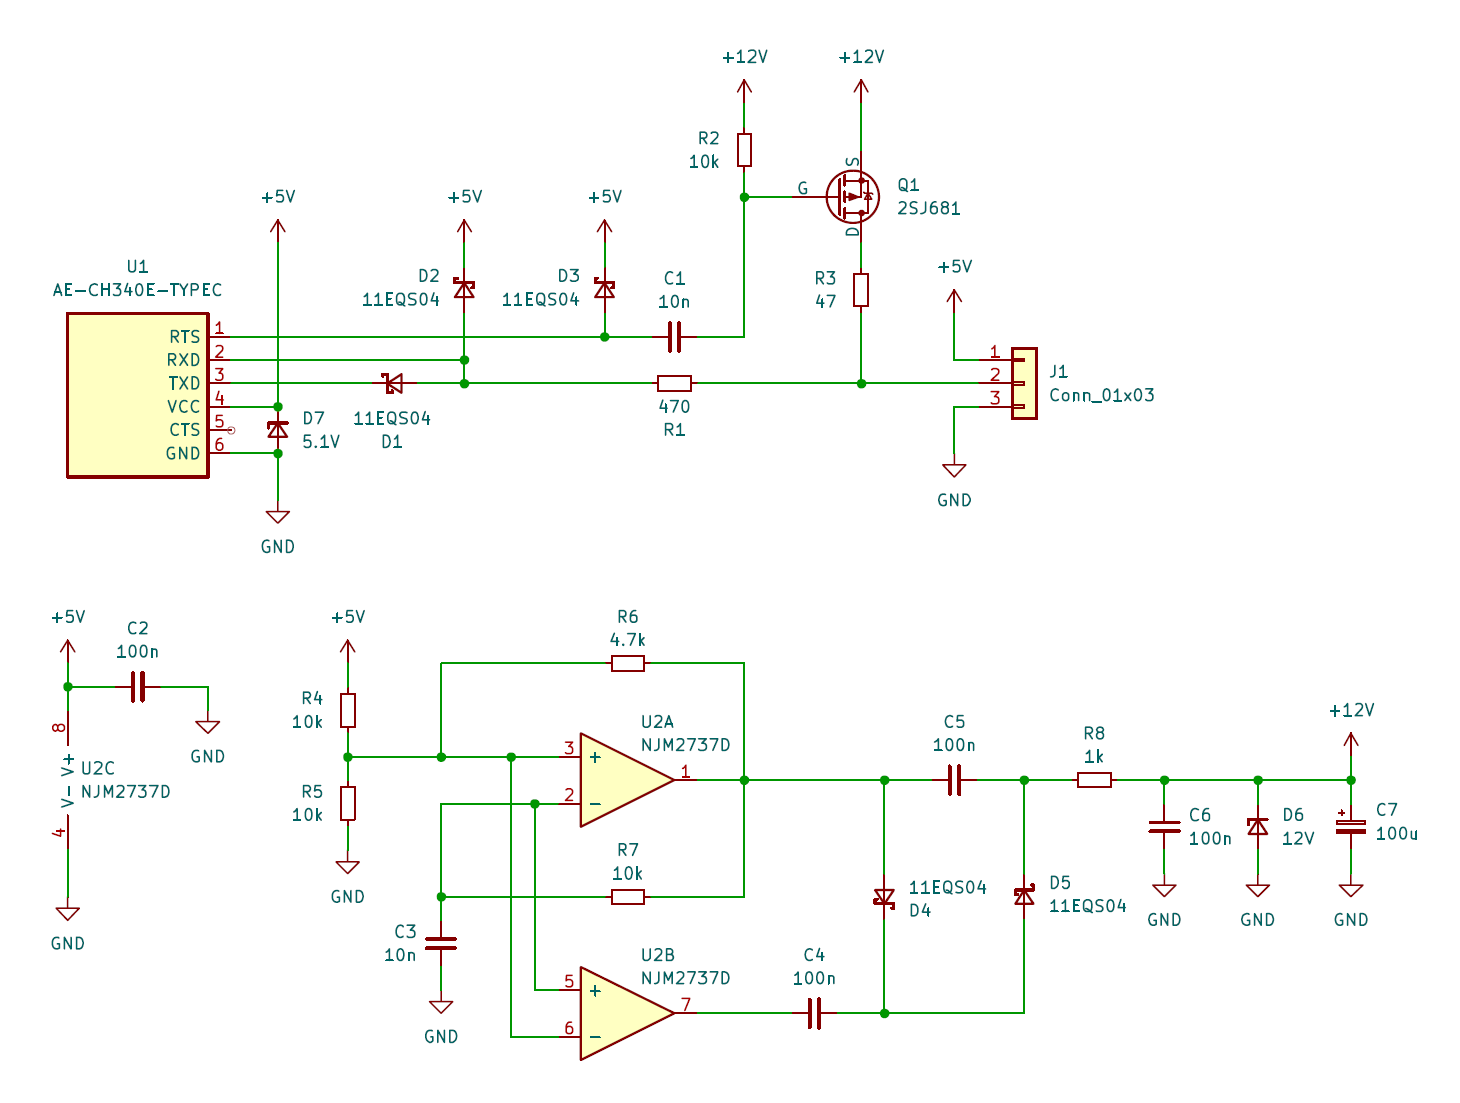 +12V
+12V
R2
10k
S
G
Q1
2SJ681
D
+5V
+5V
+5V
U1
AE-CH340E-TYPEC
D2
11EQS04
D3
11EQS04
C1
10n
R3
47
+5V
RTS 1
RXD 2
TXD 3
VCC 4
CTS 5
GND 6
D7
5.1V
11EQS04
D1
470
R1
1
2
3
J1
Conn_01x03
GND
GND
+5V
C2
100n
8
V+
U2C
NJM2737D
V-
4
GND
GND
+5V
R4
10k
R5
10k
GND
R6
4.7k
U2A
NJM2737D
3
+
1
2
-
R7
10k
C3
10n
GND
U2B
NJM2737D
5
+
7
6
-
C4
100n
11EQS04
D4
C5
100n
D5
11EQS04
R8
1k
+12V
C6
100n
D6
12V
+
C7
100u
GND
GND
GND